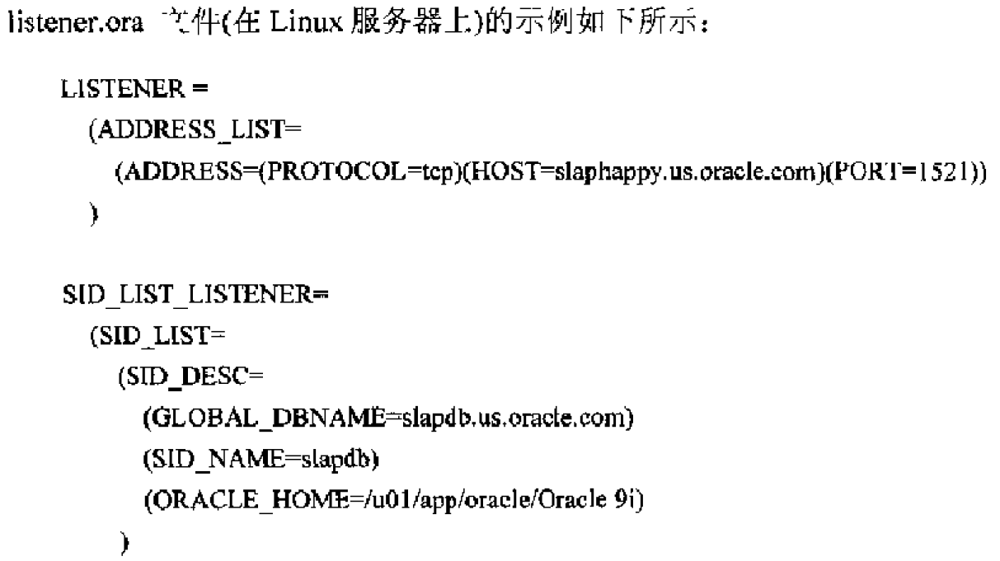 listener.ora 文件(在 Linux 服务器上)的示例如下所示：
LISTENER =
(ADDRESS_LIST=
(ADDRESS=(PROTOCOL=tcp)(HOST=slaphappy.us.oracle.com)(PORT=1521))
)
SID_LIST_LISTENER=
(SID_LIST=
(SID_DESC=
(GLOBAL_DBNAME=slapdb.us.oracle.com)
(SID_NAME=slapdb)
(ORACLE_HOME=/u01/app/oracle/Oracle 9i)
)